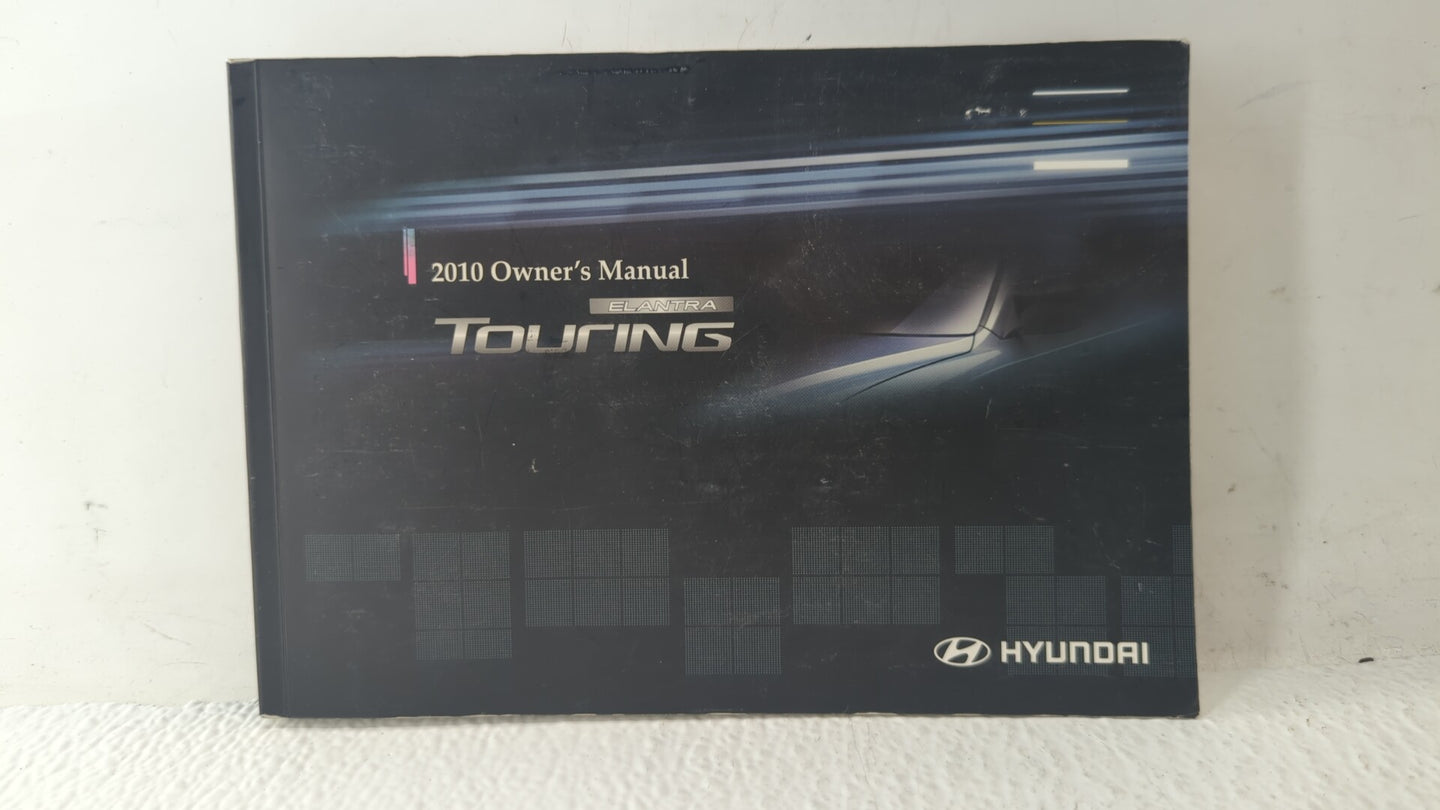 2010 Owner's Manual
ELANTRA
TOURING
HYUNDAI